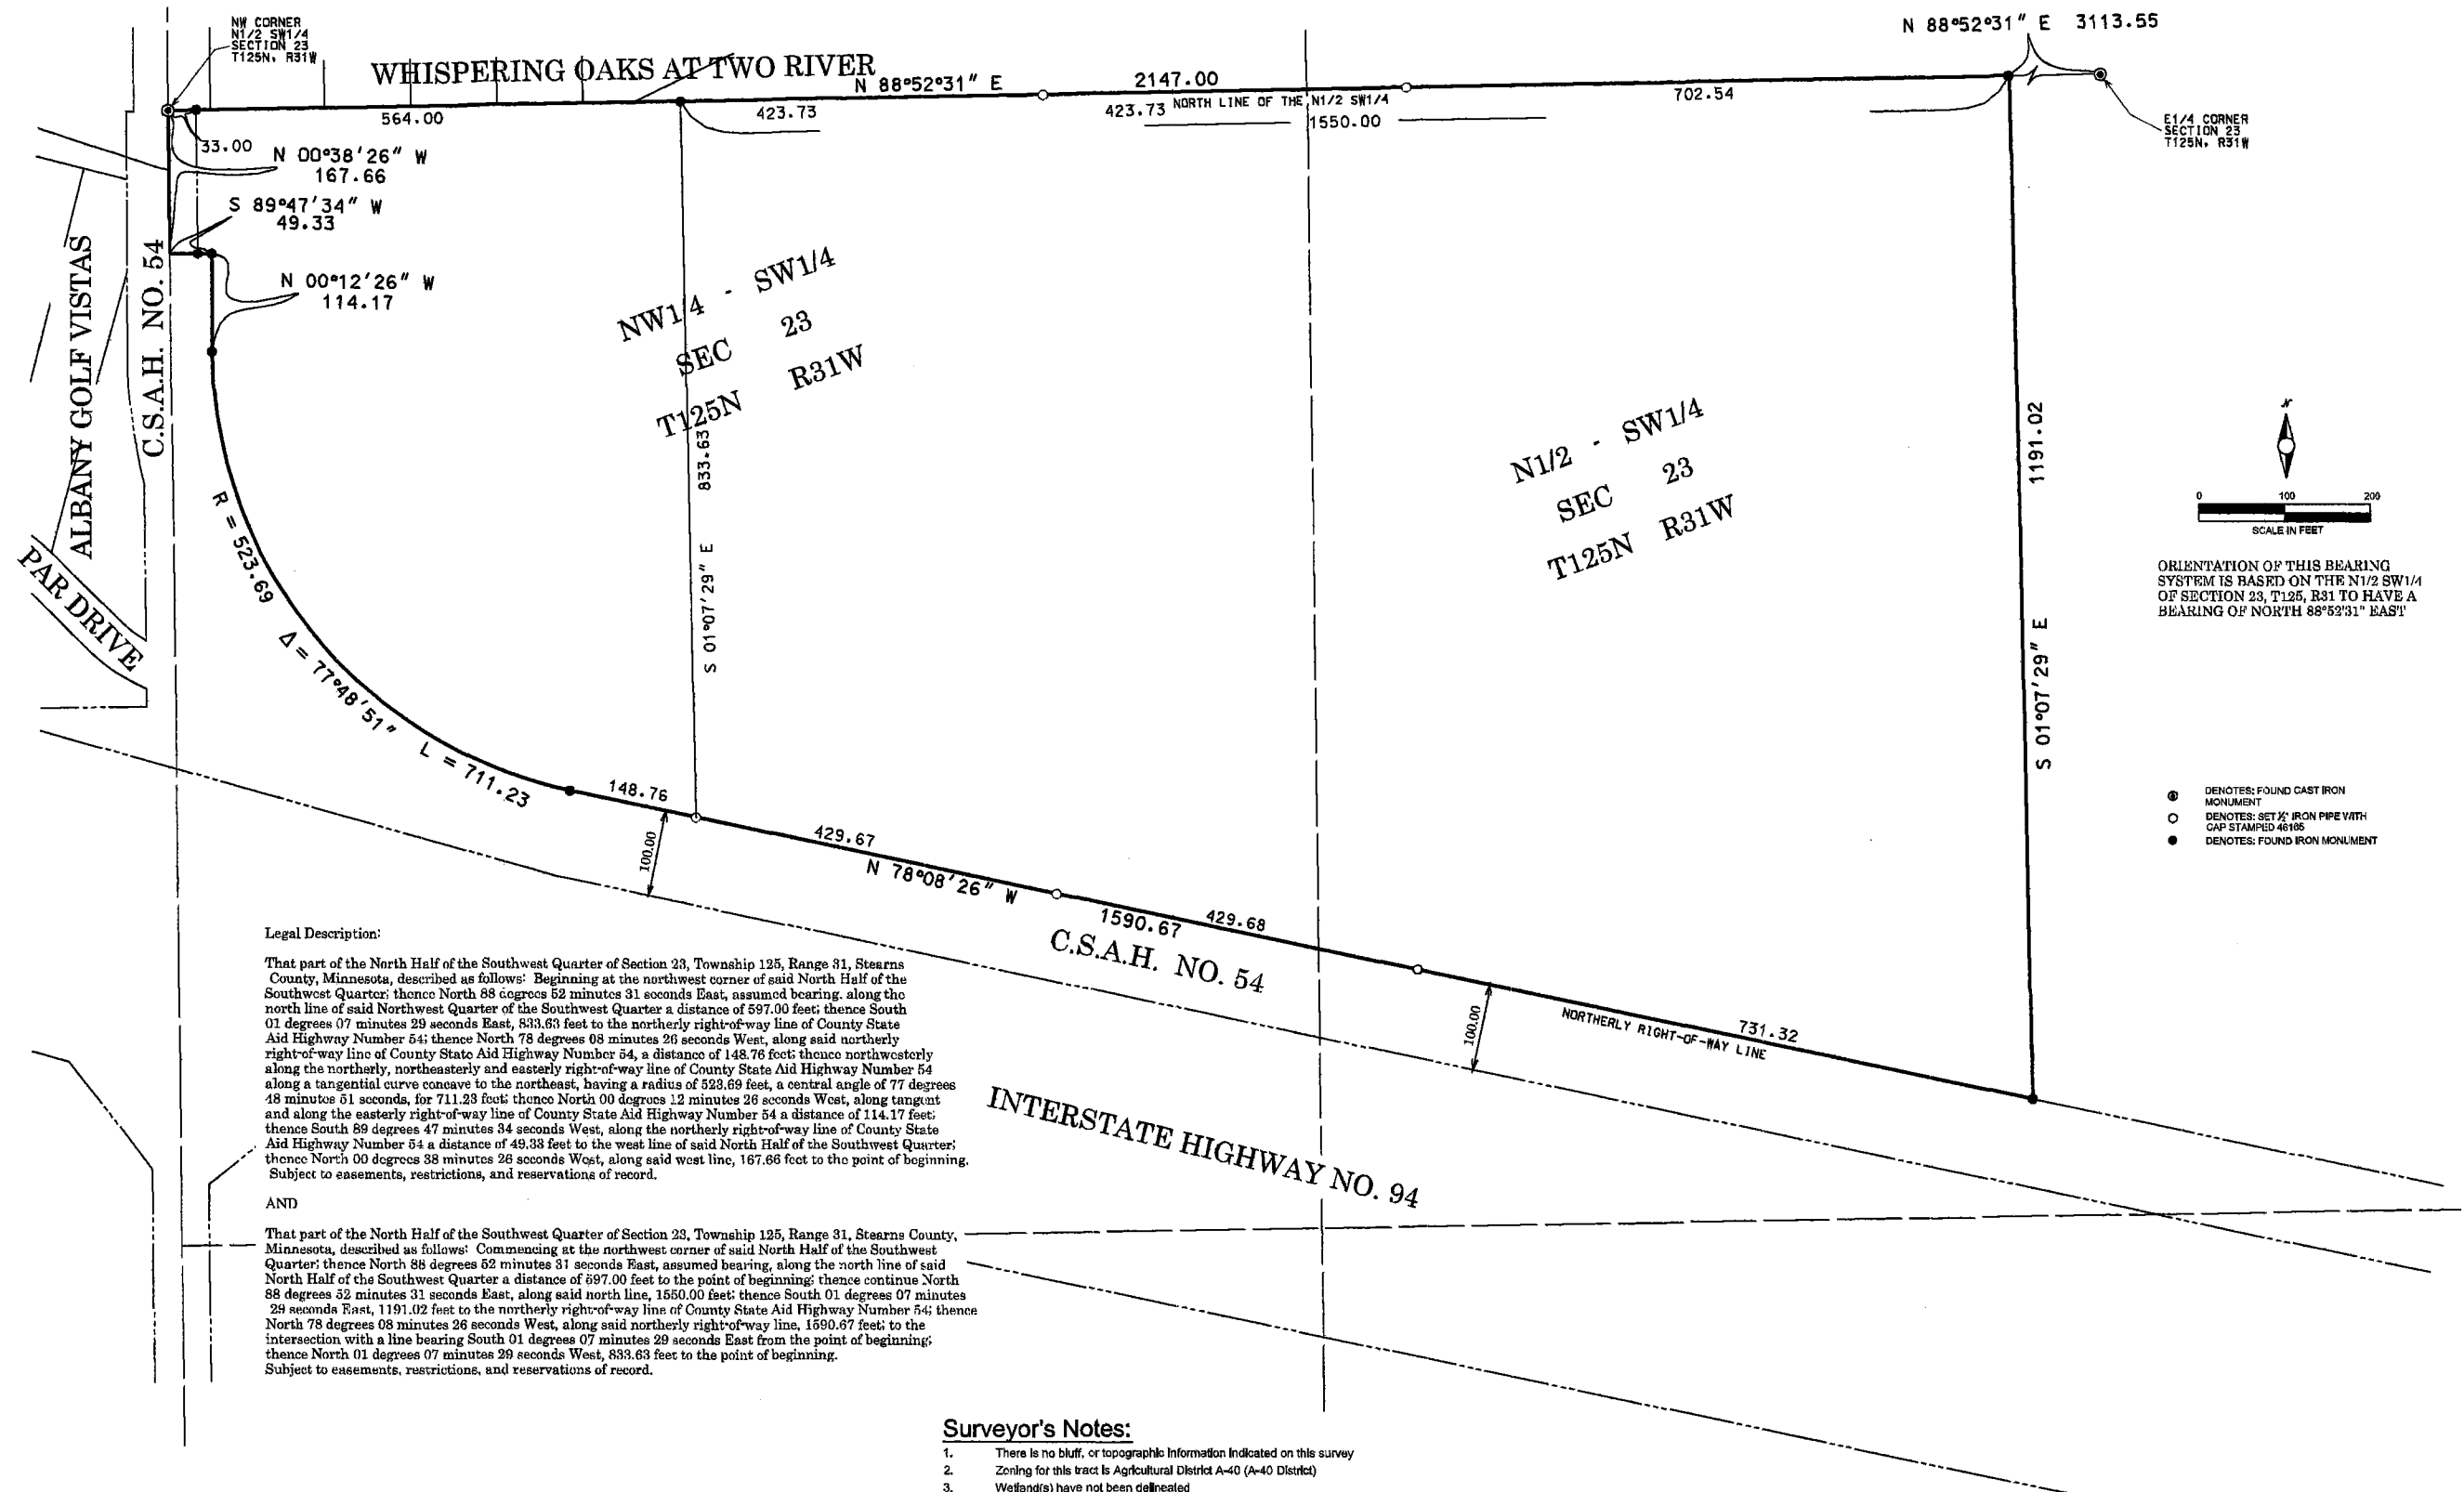 NW CORNER
N1/2 SW1/4
SECTION 23
T125N, R31W
WHISPERING OAKS AT TWO RIVER
N 88°52°31" E
2147.00
N 88°52°31" E 3113.55
564.00
423.73
423.73
NORTH LINE OF THE N1/2 SW1/4
1550.00
702.54
E1/4 CORNER
SECTION 23
T125N, R31W
33.00
N 00°38'26" W
167.66
S 89°47'34" W
49.33
N 00°12'26" W
114.17
ALBANY GOLF VISTAS
C.S.A.H. NO. 54
PAR DRIVE
NW1/4 - SW1/4
SEC 23
T125N R31W
833.63
S 01°07'29" E
N1/2 - SW1/4
SEC 23
T125N R31W
1191.02
S 01°07'29" E
N
0 100 200
SCALE IN FEET
ORIENTATION OF THIS BEARING
SYSTEM IS BASED ON THE N1/2 SW1/4
OF SECTION 23, T125, R31 TO HAVE A
BEARING OF NORTH 88°52'31" EAST
R = 523.69
Δ = 77°48'51"
L = 711.23
148.76
100.00
429.67
N 78°08'26" W
1590.67
429.68
C.S.A.H. NO. 54
100.00
731.32
NORTHERLY RIGHT-OF-WAY LINE
INTERSTATE HIGHWAY NO. 94
DENOTES: FOUND CAST IRON
MONUMENT
DENOTES: SET ½" IRON PIPE WITH
CAP STAMPED 46165
DENOTES: FOUND IRON MONUMENT
Legal Description:
That part of the North Half of the Southwest Quarter of Section 23, Township 125, Range 31, Stearns
County, Minnesota, described as follows: Beginning at the northwest corner of said North Half of the
Southwest Quarter; thence North 88 degrees 52 minutes 31 seconds East, assumed bearing, along the
north line of said Northwest Quarter of the Southwest Quarter a distance of 597.00 feet; thence South
01 degrees 07 minutes 29 seconds East, 833.63 feet to the northerly right-of-way line of County State
Aid Highway Number 54; thence North 78 degrees 08 minutes 26 seconds West, along said northerly
right-of-way line of County State Aid Highway Number 54, a distance of 148.76 feet; thence northwesterly
along the northerly, northeasterly and easterly right-of-way line of County State Aid Highway Number 54
along a tangential curve concave to the northeast, having a radius of 523.69 feet, a central angle of 77 degrees
48 minutes 51 seconds, for 711.23 feet; thence North 00 degrees 12 minutes 26 seconds West, along tangent
and along the easterly right-of-way line of County State Aid Highway Number 54 a distance of 114.17 feet;
thence South 89 degrees 47 minutes 34 seconds West, along the northerly right-of-way line of County State
Aid Highway Number 54 a distance of 49.33 feet to the west line of said North Half of the Southwest Quarter;
thence North 00 degrees 38 minutes 26 seconds West, along said west line, 167.66 feet to the point of beginning.
Subject to easements, restrictions, and reservations of record.
AND
That part of the North Half of the Southwest Quarter of Section 23, Township 125, Range 31, Stearns County,
Minnesota, described as follows: Commencing at the northwest corner of said North Half of the Southwest
Quarter; thence North 88 degrees 52 minutes 31 seconds East, assumed bearing, along the north line of said
North Half of the Southwest Quarter a distance of 597.00 feet to the point of beginning; thence continue North
88 degrees 52 minutes 31 seconds East, along said north line, 1550.00 feet; thence South 01 degrees 07 minutes
29 seconds East, 1191.02 feet to the northerly right-of-way line of County State Aid Highway Number 54; thence
North 78 degrees 08 minutes 26 seconds West, along said northerly right-of-way line, 1590.67 feet; to the
intersection with a line bearing South 01 degrees 07 minutes 29 seconds East from the point of beginning;
thence North 01 degrees 07 minutes 29 seconds West, 833.63 feet to the point of beginning.
Subject to easements, restrictions, and reservations of record.
Surveyor's Notes:
1. There is no bluff, or topographic information indicated on this survey
2. Zoning for this tract is Agricultural District A-40 (A-40 District)
3. Wetland(s) have not been delineated